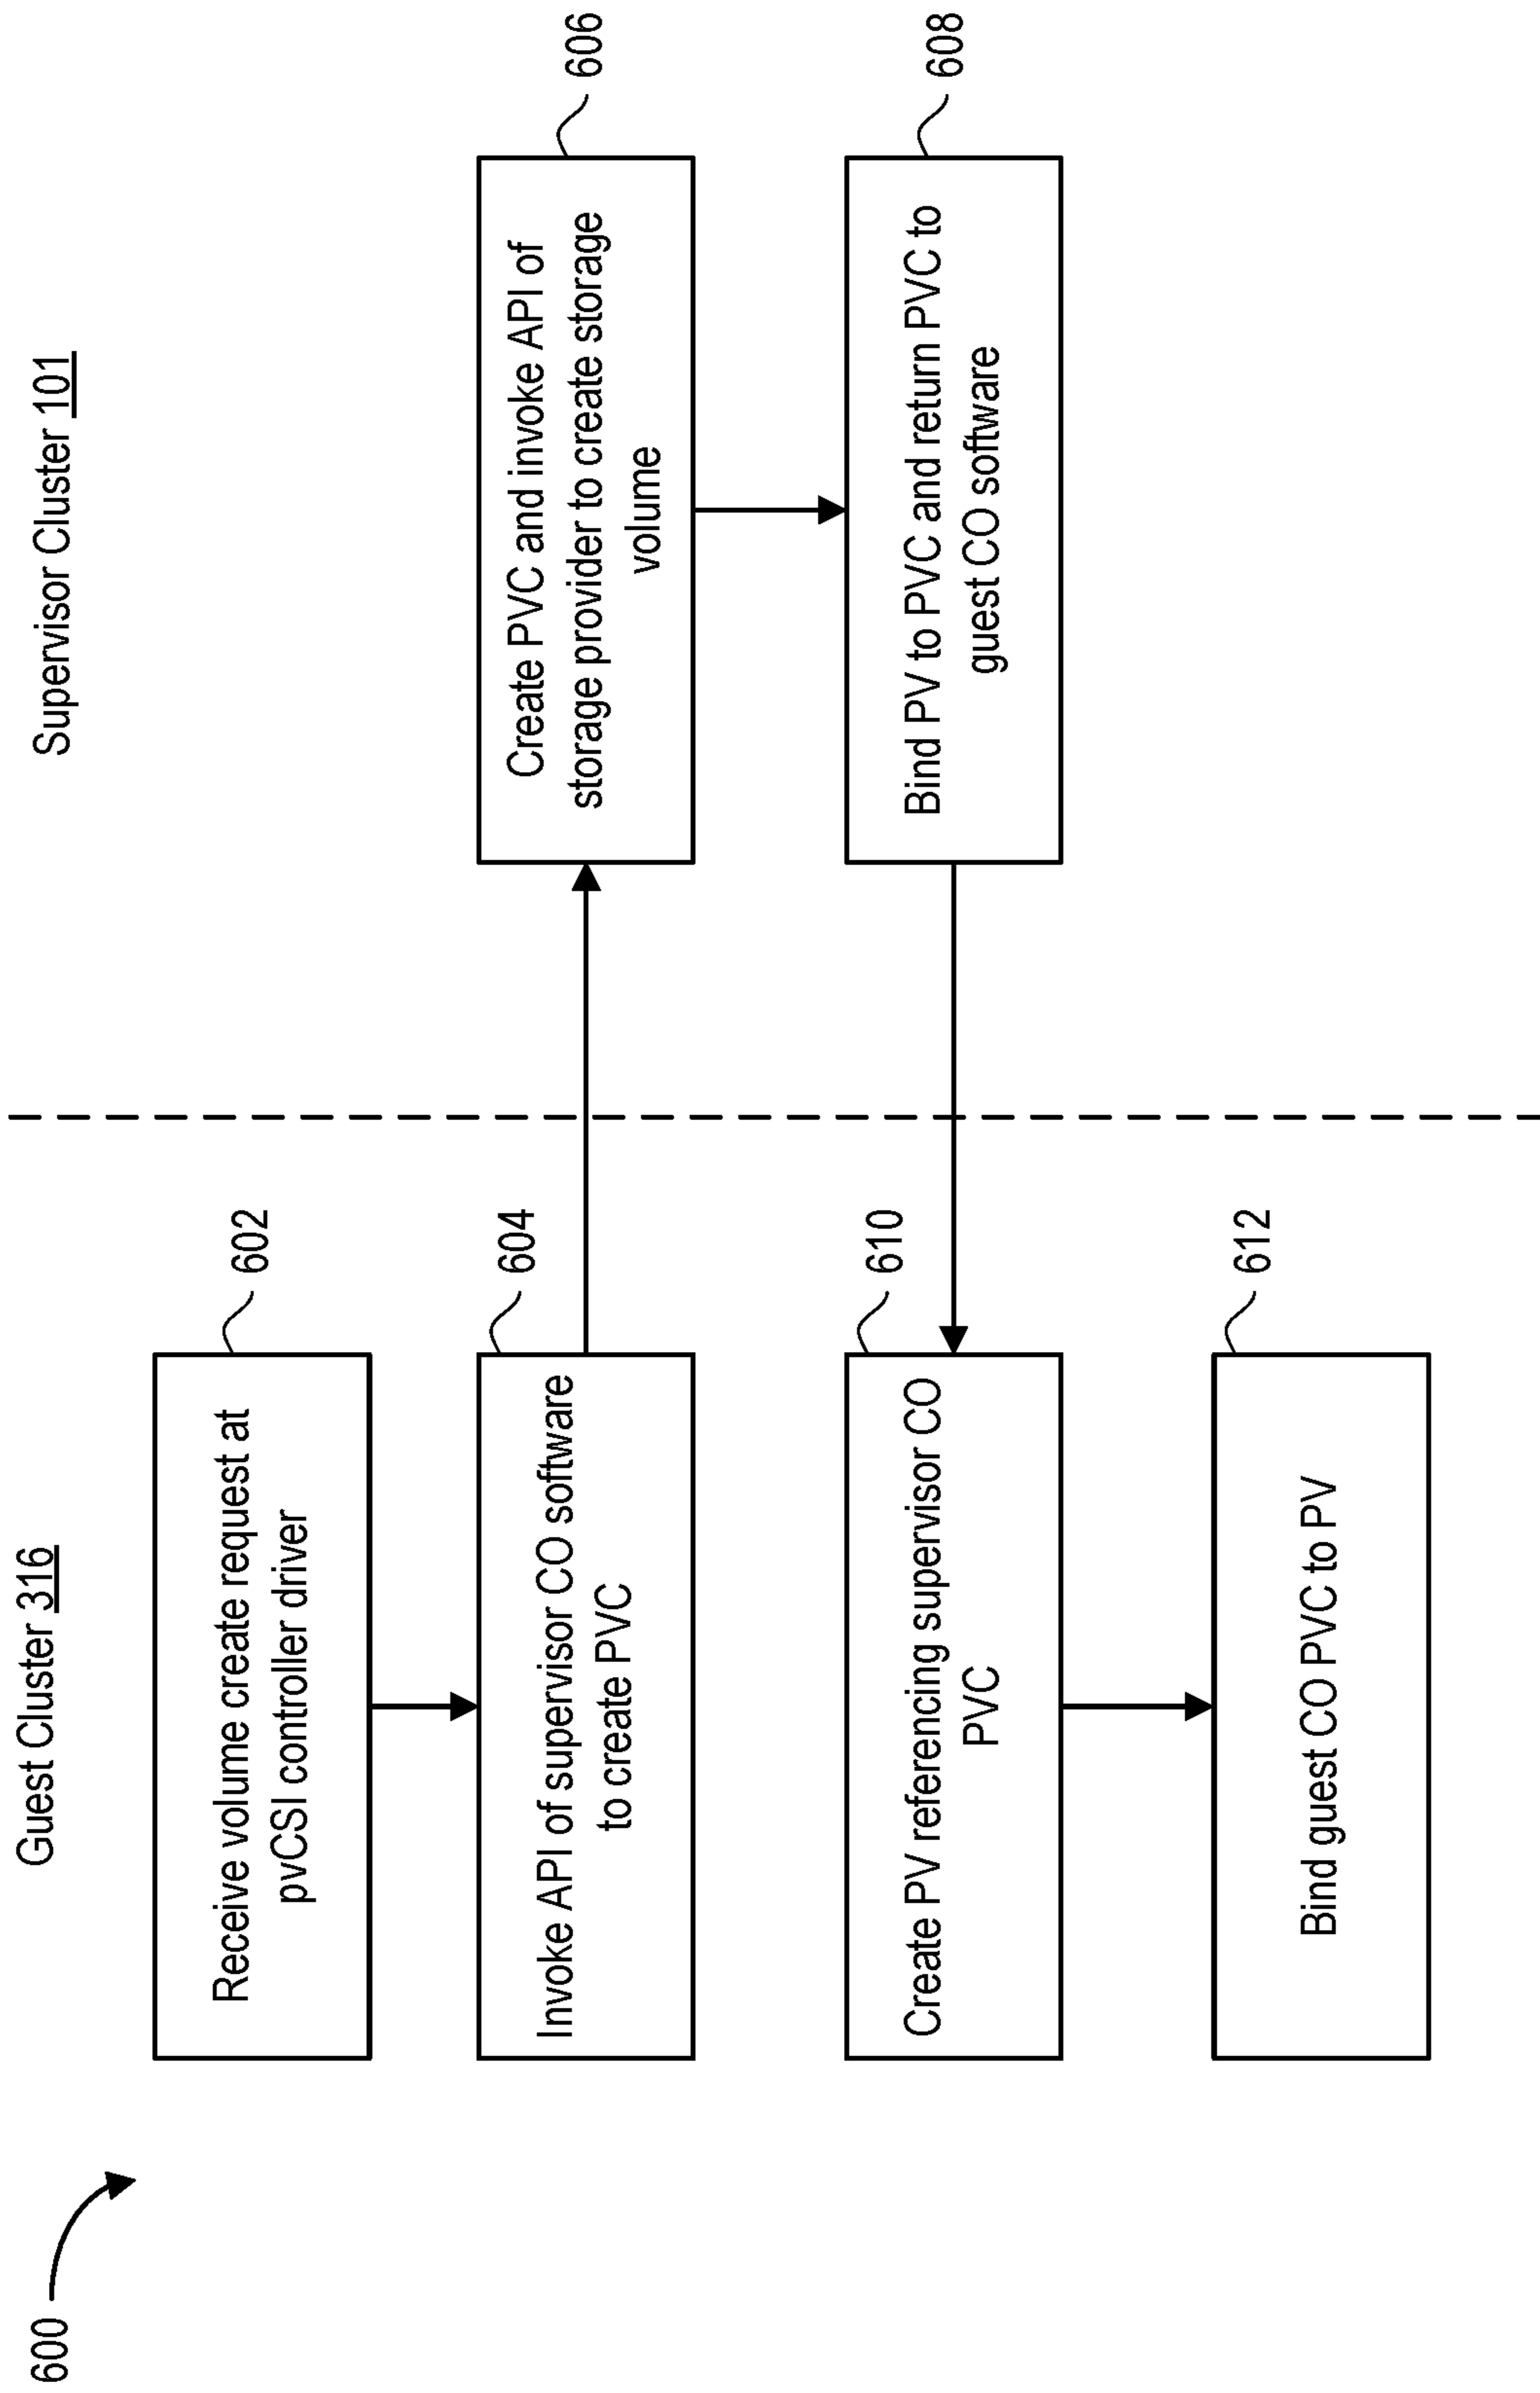 600
Guest Cluster 316
Supervisor Cluster 101
602
Receive volume create request at
pvCSI controller driver
604
Invoke API of supervisor CO software
to create PVC
606
Create PVC and invoke API of
storage provider to create storage
volume
608
Bind PV to PVC and return PVC to
guest CO software
610
Create PV referencing supervisor CO
PVC
612
Bind guest CO PVC to PV